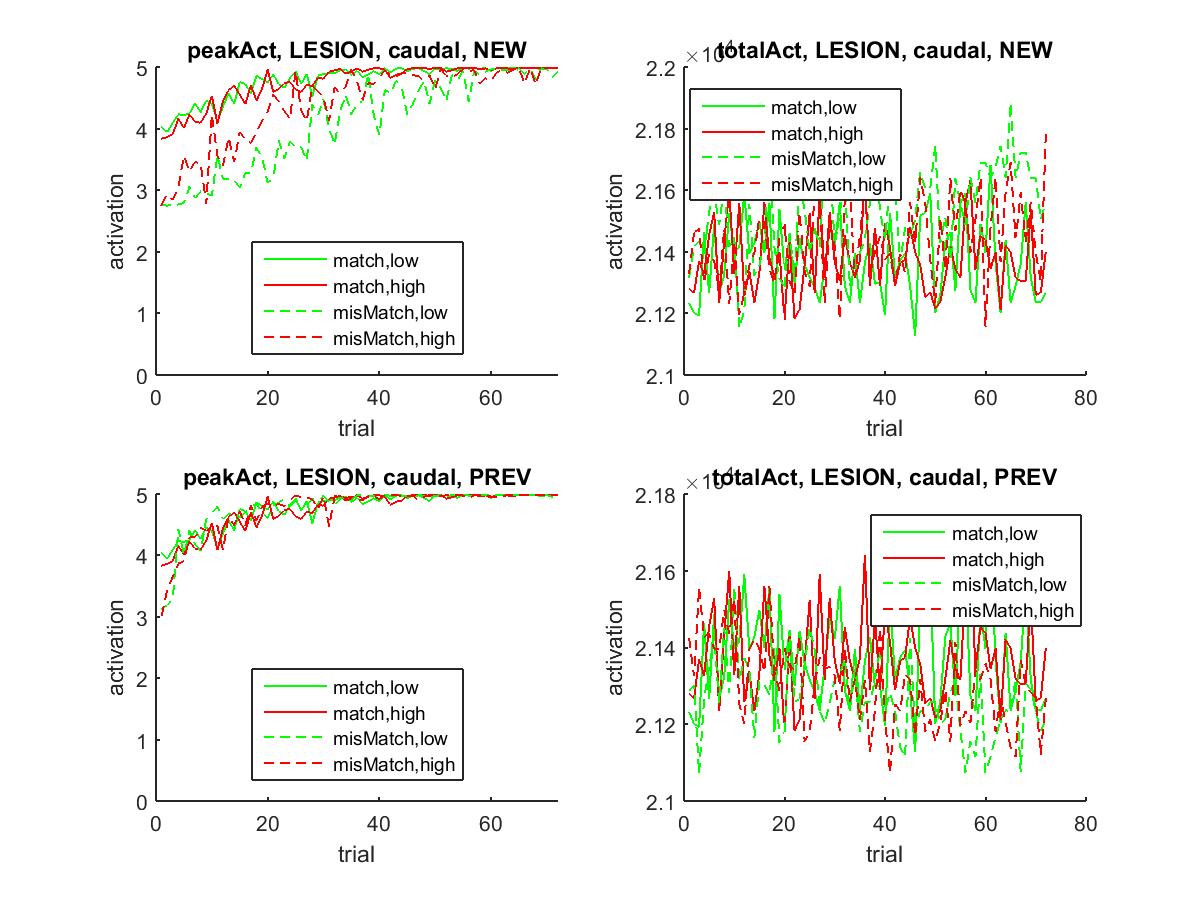 peakAct, LESION, caudal, NEW
5
4
3
2
1
0
activation
match,low
match,high
misMatch,low
misMatch,high
0 20 40 60
trial
×10⁴
totalAct, LESION, caudal, NEW
2.2
2.18
2.16
2.14
2.12
2.1
activation
match,low
match,high
misMatch,low
misMatch,high
0 20 40 60 80
trial
peakAct, LESION, caudal, PREV
5
4
3
2
1
0
activation
match,low
match,high
misMatch,low
misMatch,high
0 20 40 60
trial
×10⁴
totalAct, LESION, caudal, PREV
2.18
2.16
2.14
2.12
2.1
activation
match,low
match,high
misMatch,low
misMatch,high
0 20 40 60 80
trial